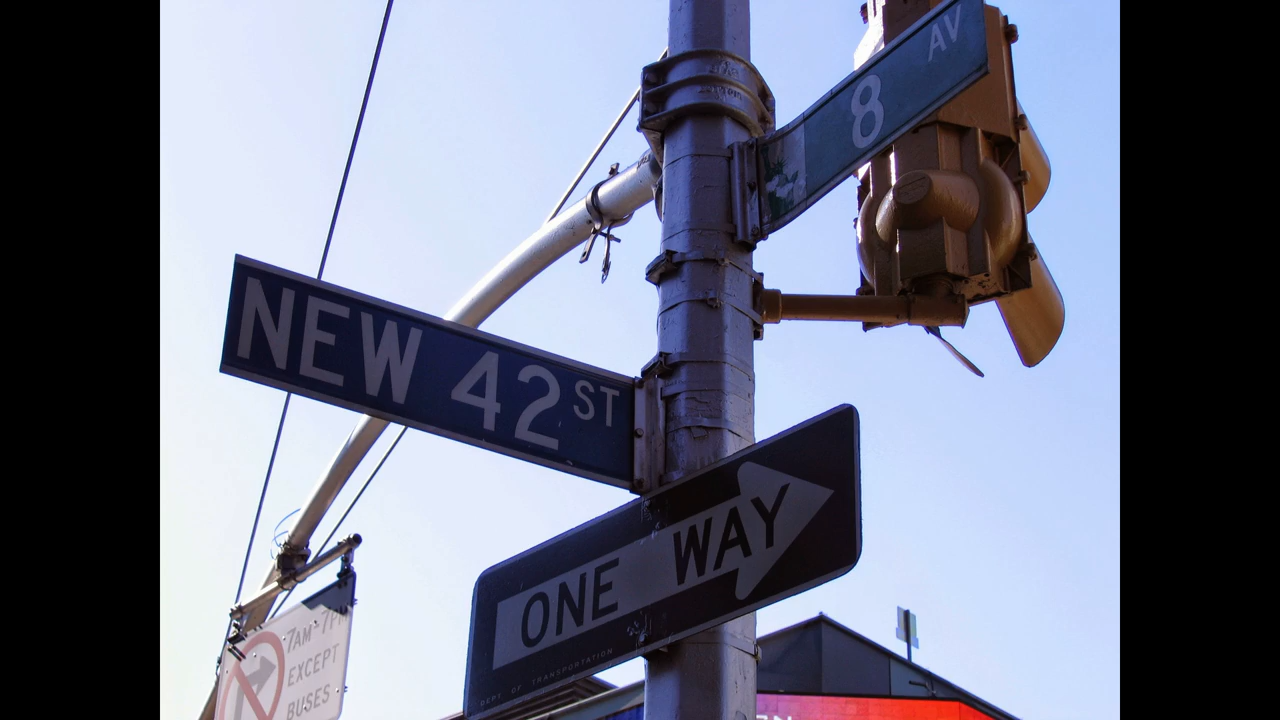 8 AV
NEW 42 ST
ONE WAY
DEPT OF TRANSPORTATION
7AM-7PM
EXCEPT
BUSES